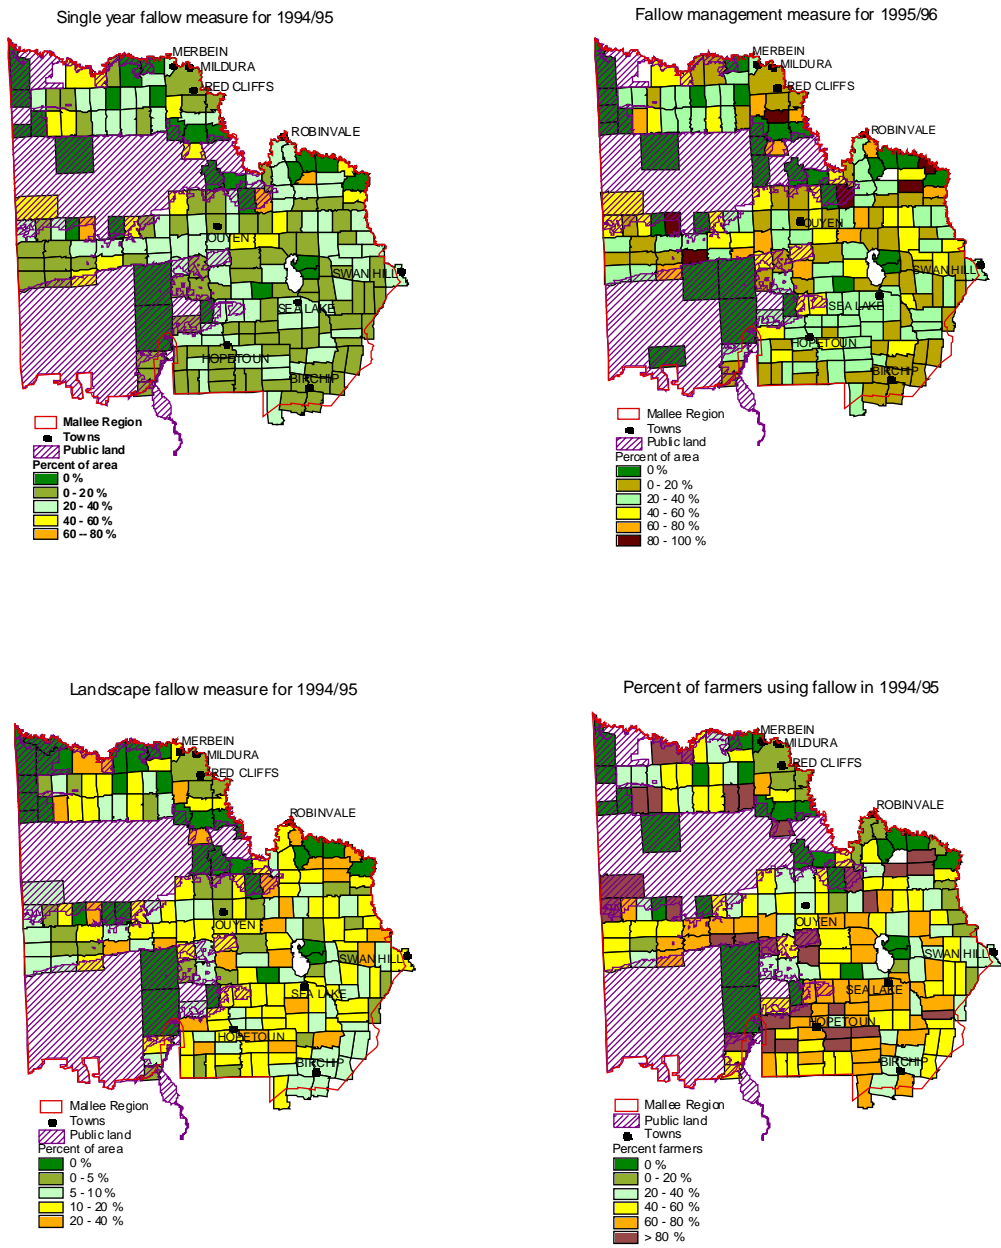 Single year fallow measure for 1994/95
MERBEIN
MILDURA
RED CLIFFS
ROBINVALE
OUYEN
SWAN HILL
SEA LAKE
HOPETOUN
BIRCHIP
Mallee Region
Towns
Public land
Percent of area
0 %
0 - 20 %
20 - 40 %
40 - 60 %
60 -- 80 %
Fallow management measure for 1995/96
MERBEIN
MILDURA
RED CLIFFS
ROBINVALE
OUYEN
SWAN HILL
SEA LAKE
HOPETOUN
BIRCHIP
Mallee Region
Towns
Public land
Percent of area
0 %
0 - 20 %
20 - 40 %
40 - 60 %
60 - 80 %
80 - 100 %
Landscape fallow measure for 1994/95
MERBEIN
MILDURA
RED CLIFFS
ROBINVALE
OUYEN
SWAN HILL
SEA LAKE
HOPETOUN
BIRCHIP
Mallee Region
Towns
Public land
Percent of area
0 %
0 - 5 %
5 - 10 %
10 - 20 %
20 - 40 %
Percent of farmers using fallow in 1994/95
MERBEIN
MILDURA
RED CLIFFS
ROBINVALE
OUYEN
SWAN HILL
SEA LAKE
HOPETOUN
BIRCHIP
Mallee Region
Public land
Towns
Percent farmers
0 %
0 - 20 %
20 - 40 %
40 - 60 %
60 - 80 %
> 80 %